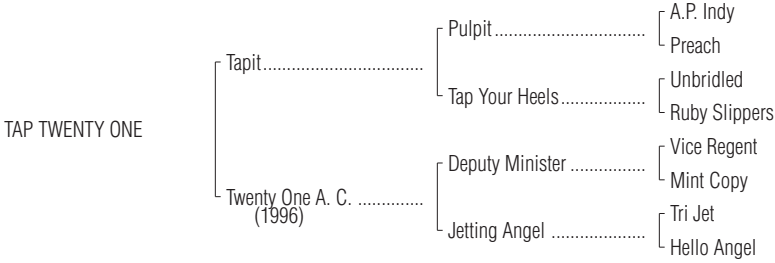 A.P. Indy
Pulpit..............................
Preach
Tapit................................
Unbridled
Tap Your Heels.................
Ruby Slippers
TAP TWENTY ONE
Vice Regent
Deputy Minister ...............
Mint Copy
Twenty One A. C. .............
(1996)
Tri Jet
Jetting Angel ...................
Hello Angel